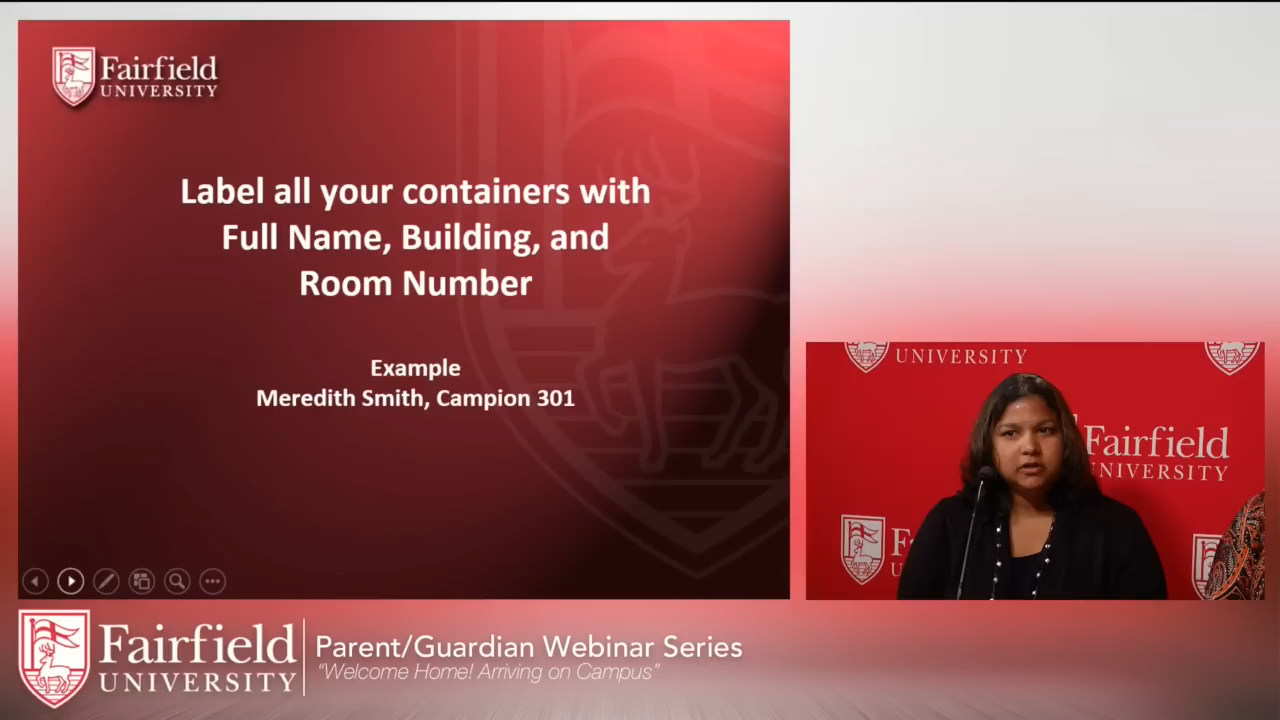 Fairfield
UNIVERSITY
Label all your containers with
Full Name, Building, and
Room Number
Example
Meredith Smith, Campion 301
UNIVERSITY
Fairfield
UNIVERSITY
Fairfield
UNIVERSITY
Parent/Guardian Webinar Series
“Welcome Home! Arriving on Campus”